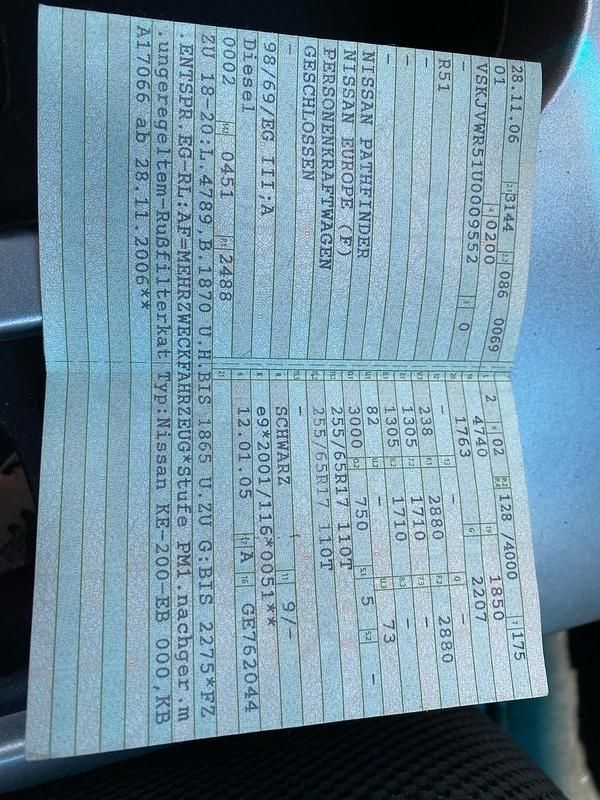 28.11.06 3144 086 0069
01 0200
VSKJVWR51U0009552 0
-
R51
-
-
-
NISSAN PATHFINDER
NISSAN EUROPE (F)
PERSONENKRAFTWAGEN
GESCHLOSSEN
-
98/69/EG III;A
Diesel
0002 0451 2488
2 02 128 /4000 175
4740 1850
1763 2207
- - -
238 2880 2880
1305 1710 -
1305 1710 -
82 - 73
3000 750 5 -
255/65R17 110T
255/65R17 110T
-
SCHWARZ 9/-
e9*2001/116*0051**
12.01.05 A GE762044
ZU 18-20:L.4789,B.1870 U.H.BIS 1865 U.ZU G:BIS 2275*FZ
.ENTSPR.EG-RL:AF=MEHRZWECKFAHRZEUG*Stufe PM1.nachger.m
.ungeregeltem-Rußfilterkat Typ:Nissan KE-200-EB 000,KB
A17066 ab 28.11.2006**